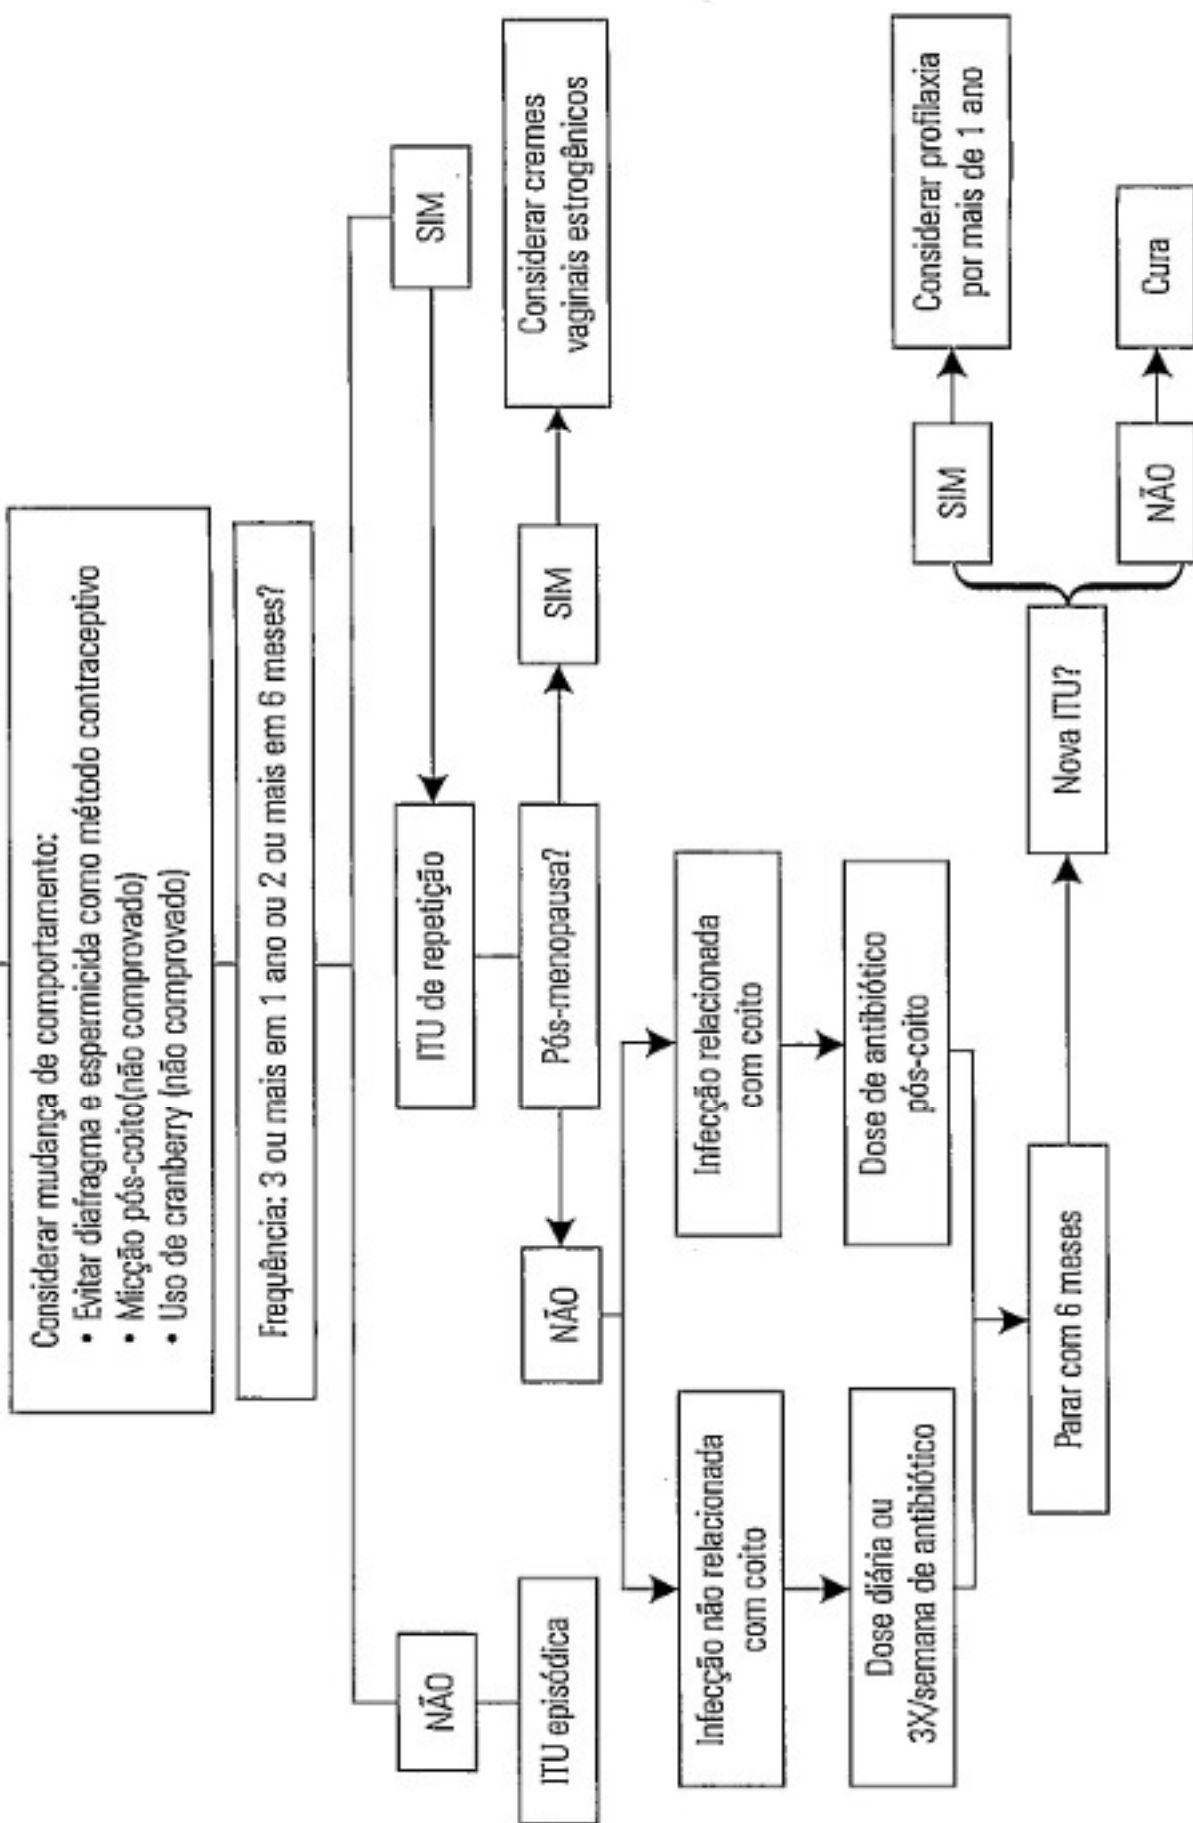 Considerar mudança de comportamento:
• Evitar diafragma e espermicida como método contraceptivo
• Micção pós-coito(não comprovado)
• Uso de cranberry (não comprovado)
Frequência: 3 ou mais em 1 ano ou 2 ou mais em 6 meses?
NÃO
SIM
ITU episódica
ITU de repetição
Pós-menopausa?
NÃO
SIM
Considerar cremes
vaginais estrogênicos
Infecção não relacionada
com coito
Infecção relacionada
com coito
Dose diária ou
3X/semana de antibiótico
Dose de antibiótico
pós-coito
Parar com 6 meses
Nova ITU?
SIM
Considerar profilaxia
por mais de 1 ano
NÃO
Cura